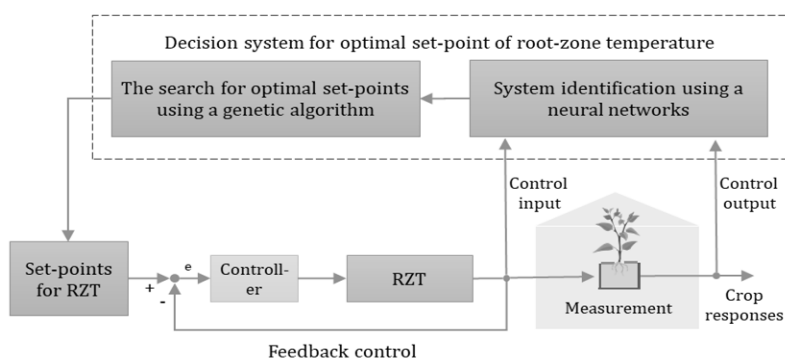 Decision system for optimal set-point of root-zone temperature
The search for optimal set-points
using a genetic algorithm
System identification using a
neural networks
Control
input
Control
output
Set-points
for RZT
+
-
e
Controll-
er
RZT
Measurement
Crop
responses
Feedback control